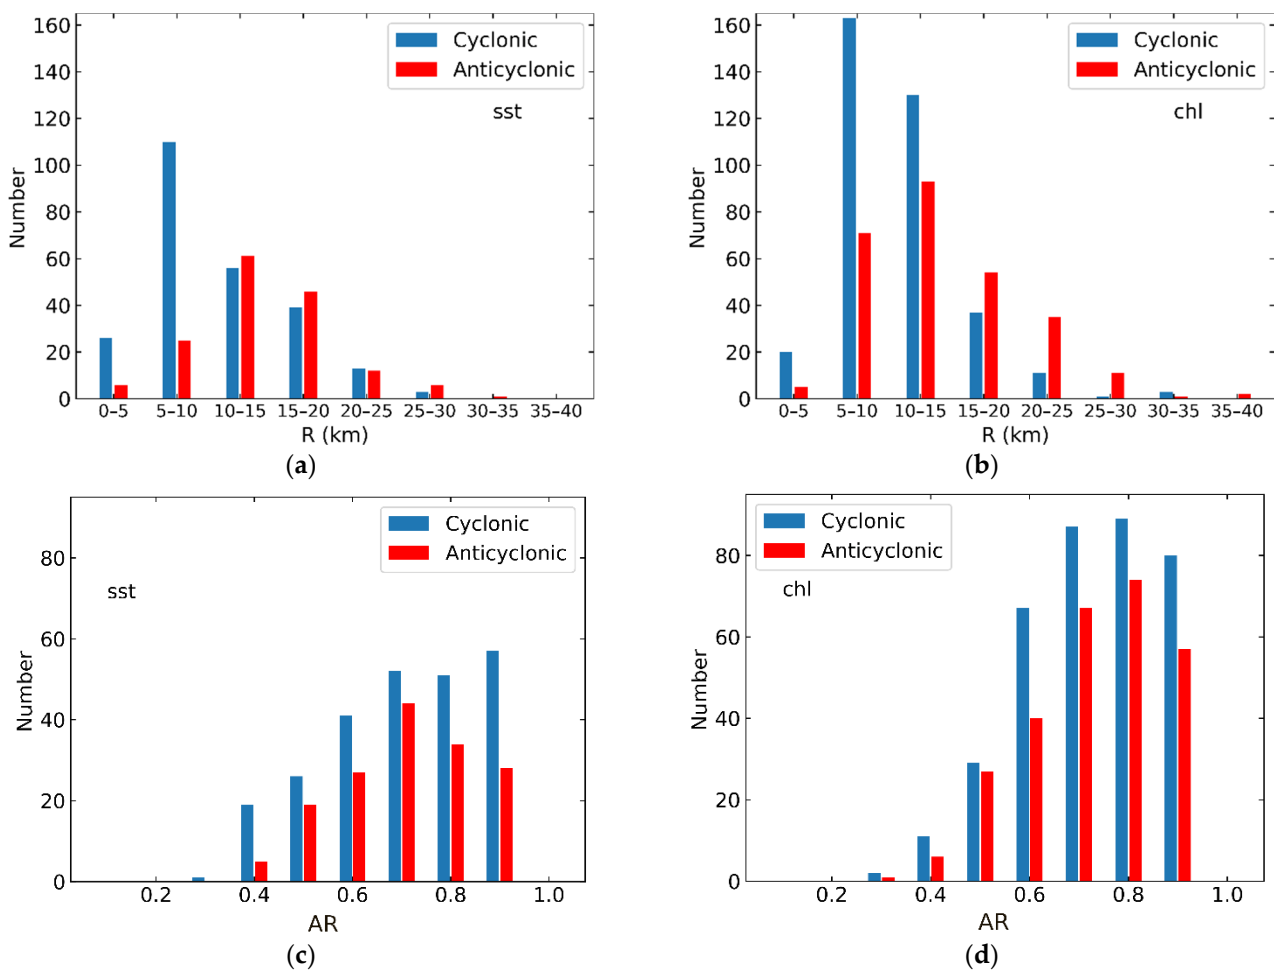 160
140
120
100
80
60
40
20
0
Number
Cyclonic
Anticyclonic
sst
0–5 5–10 10–15 15–20 20–25 25–30 30–35 35–40
R (km)
(a)
160
140
120
100
80
60
40
20
0
Number
Cyclonic
Anticyclonic
chl
0–5 5–10 10–15 15–20 20–25 25–30 30–35 35–40
R (km)
(b)
80
60
40
20
0
Number
Cyclonic
Anticyclonic
sst
0.2 0.4 0.6 0.8 1.0
AR
(c)
80
60
40
20
0
Number
Cyclonic
Anticyclonic
chl
0.2 0.4 0.6 0.8 1.0
AR
(d)